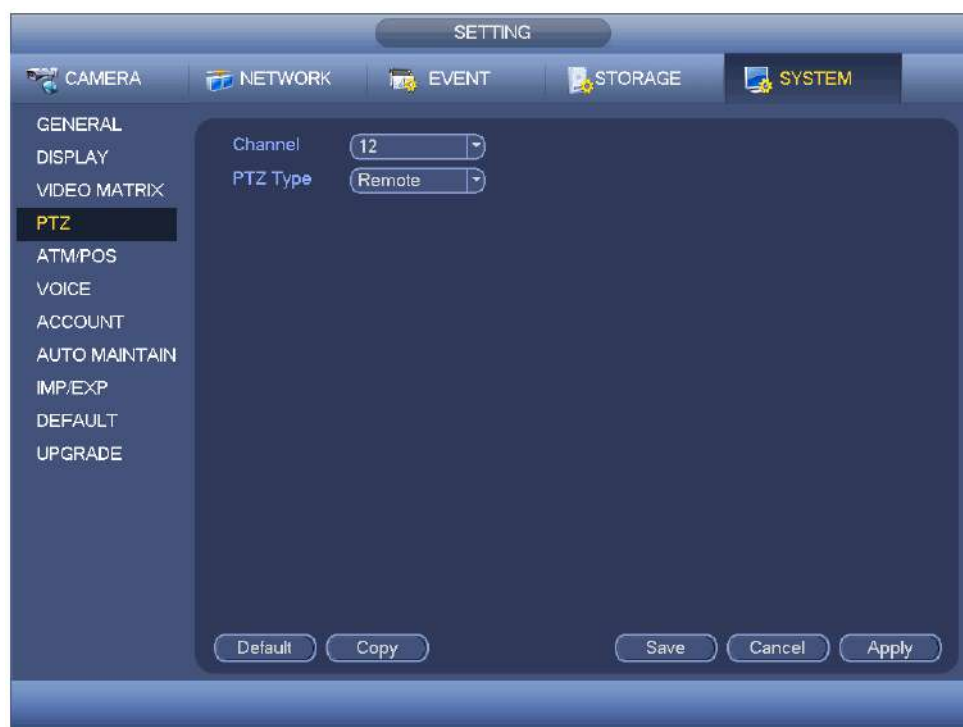 SETTING
CAMERA NETWORK EVENT STORAGE SYSTEM
GENERAL
DISPLAY
VIDEO MATRIX
PTZ
ATM/POS
VOICE
ACCOUNT
AUTO MAINTAIN
IMP/EXP
DEFAULT
UPGRADE
Channel 12
PTZ Type Remote
Default Copy Save Cancel Apply